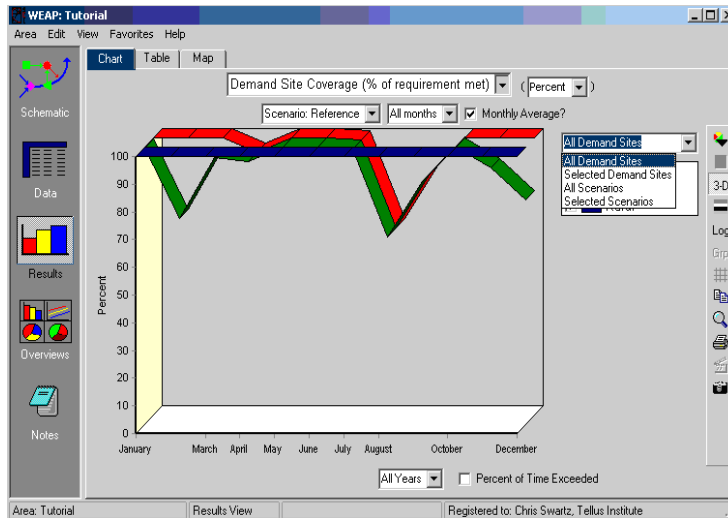 WEAP: Tutorial
Area Edit View Favorites Help
Chart Table Map
Demand Site Coverage (% of requirement met) ( Percent )
Scenario: Reference All months Monthly Average?
Schematic
Data
Results
Overviews
Notes
All Demand Sites
All Demand Sites
Selected Demand Sites
All Scenarios
Selected Scenarios
3-D
Log
Grp
Percent
100
90
80
70
60
50
40
30
20
10
0
January March April May June July August October December
All Years Percent of Time Exceeded
Area: Tutorial Results View Registered to: Chris Swartz, Tellus Institute